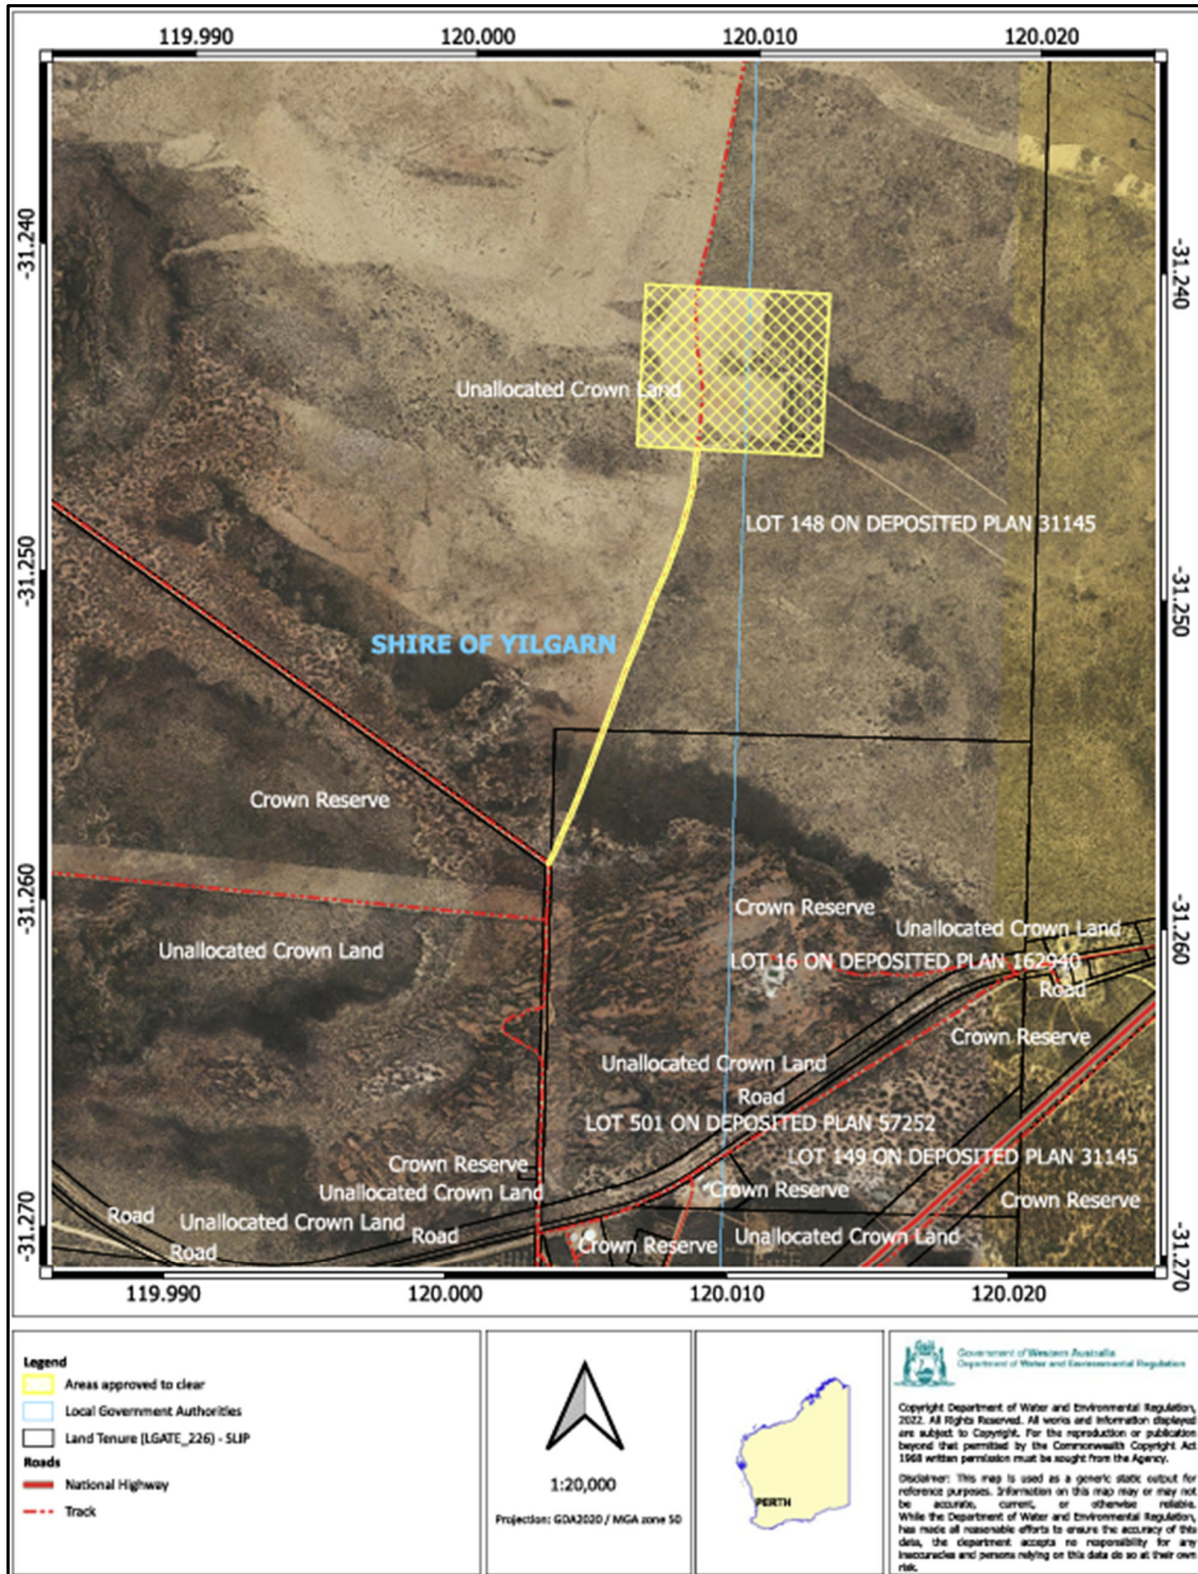 119.990 120.000 120.010 120.020
-31.240
-31.240
Unallocated Crown Land
LOT 148 ON DEPOSITED PLAN 31145
-31.250
-31.250
SHIRE OF YILGARN
Crown Reserve
-31.260
-31.260
Crown Reserve
Unallocated Crown Land
Unallocated Crown Land
LOT 16 ON DEPOSITED PLAN 162940
Road
Crown Reserve
Unallocated Crown Land
Road
LOT 501 ON DEPOSITED PLAN 57252
LOT 149 ON DEPOSITED PLAN 31145
Crown Reserve
Unallocated Crown Land
Crown Reserve
Crown Reserve
-31.270
-31.270
Road
Unallocated Crown Land
Road
Road
Crown Reserve
Unallocated Crown Land
119.990 120.000 120.010 120.020
Legend
Areas approved to clear
Local Government Authorities
Land Tenure (LGATE_226) - SLIP
Roads
National Highway
Track
1:20,000
Projection: GDA2020 / MGA zone 50
PERTH
Government of Western Australia
Department of Water and Environmental Regulation
Copyright Department of Water and Environmental Regulation,
2022. All Rights Reserved. All works and information displayed
are subject to Copyright. For the reproduction or publication
beyond that permitted by the Commonwealth Copyright Act
1968 written permission must be sought from the Agency.
Disclaimer: This map is used as a generic static output for
reference purposes. Information on this map may or may not
be accurate, current, or otherwise reliable.
While the Department of Water and Environmental Regulation,
has made all reasonable efforts to ensure the accuracy of this
data, the department accepts no responsibility for any
inaccuracies and persons relying on this data do so at their own
risk.